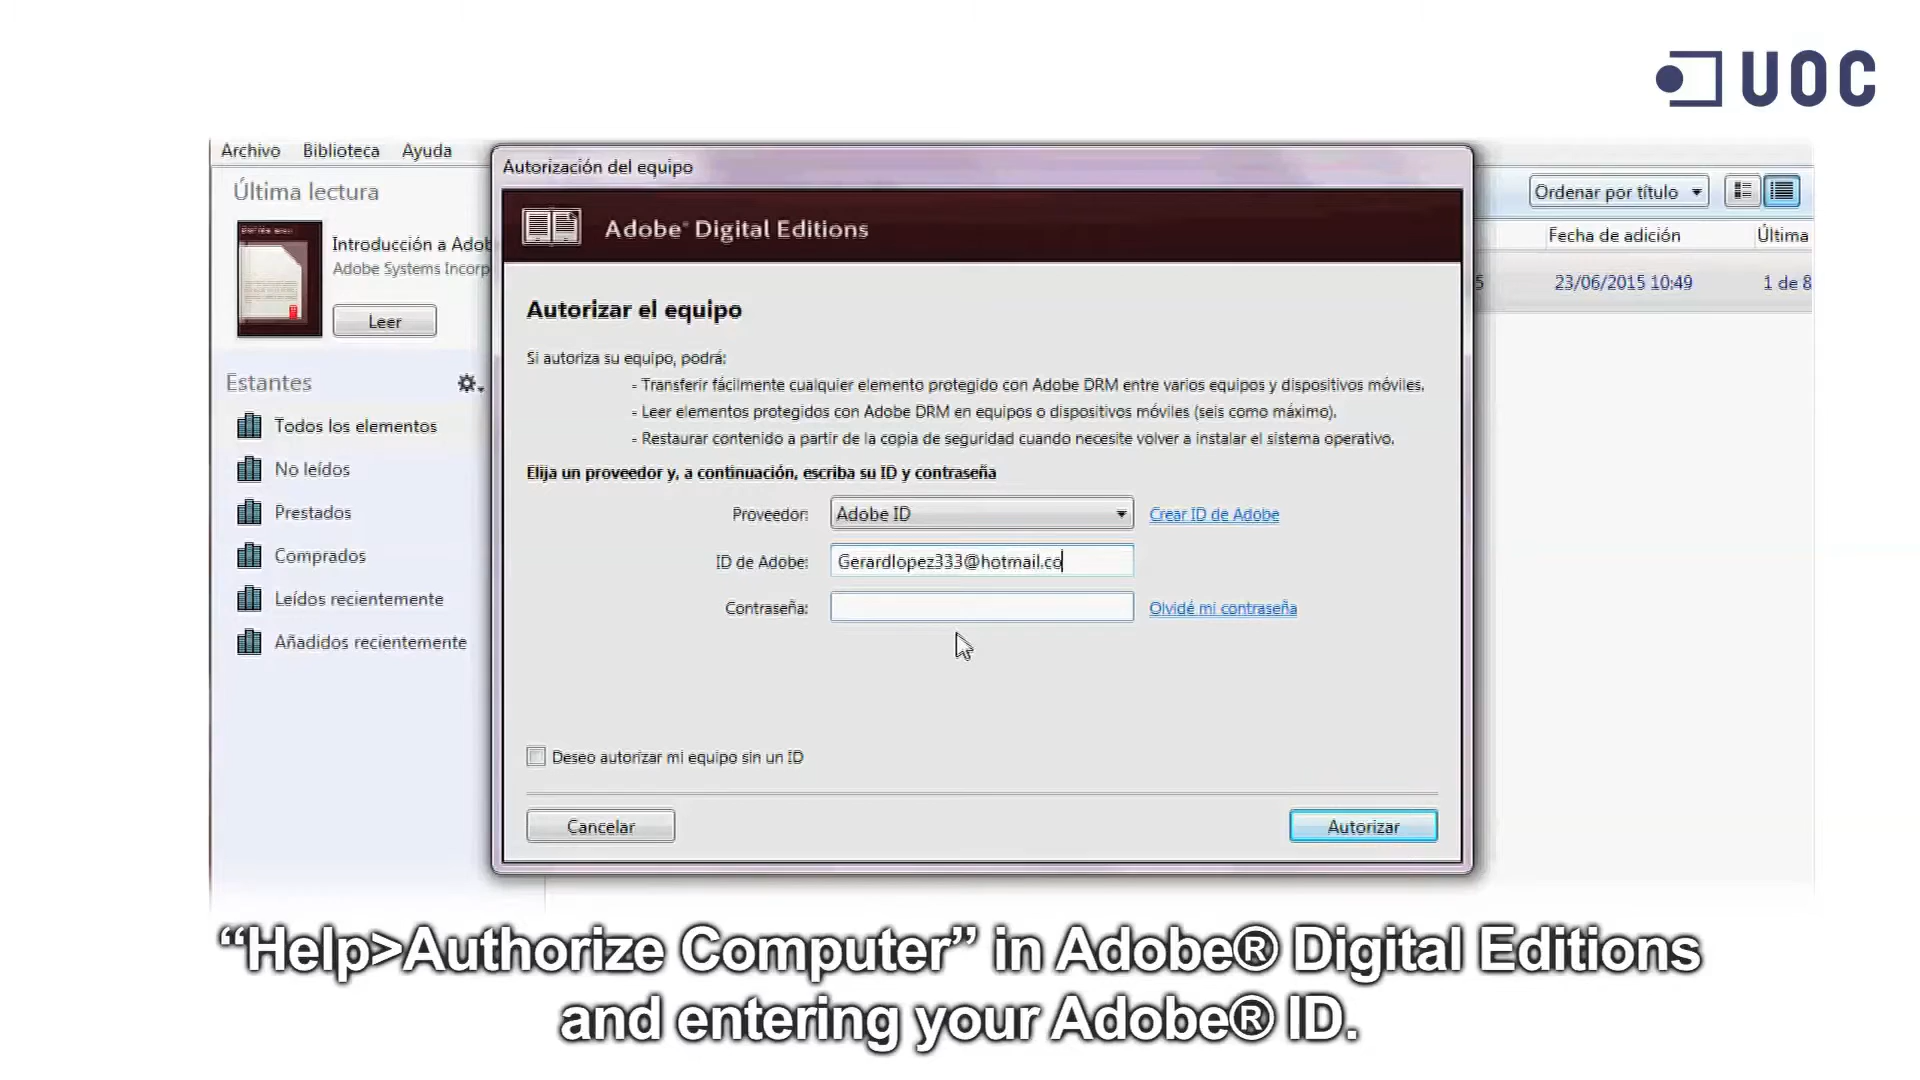 UOC
Archivo Biblioteca Ayuda
Última lectura
Introducción a Adob
Adobe Systems Incorp
Leer
Estantes
Todos los elementos
No leídos
Prestados
Comprados
Leídos recientemente
Añadidos recientemente
Autorización del equipo
Adobe® Digital Editions
Autorizar el equipo
Si autoriza su equipo, podrá:
- Transferir fácilmente cualquier elemento protegido con Adobe DRM entre varios equipos y dispositivos móviles.
- Leer elementos protegidos con Adobe DRM en equipos o dispositivos móviles (seis como máximo).
- Restaurar contenido a partir de la copia de seguridad cuando necesite volver a instalar el sistema operativo.
Elija un proveedor y, a continuación, escriba su ID y contraseña
Proveedor: Adobe ID Crear ID de Adobe
ID de Adobe: Gerardlopez333@hotmail.co
Contraseña: Olvidé mi contraseña
Deseo autorizar mi equipo sin un ID
Cancelar Autorizar
Ordenar por título
Fecha de adición Última
5 23/06/2015 10:49 1 de 8
“Help>Authorize Computer” in Adobe® Digital Editions
and entering your Adobe® ID.